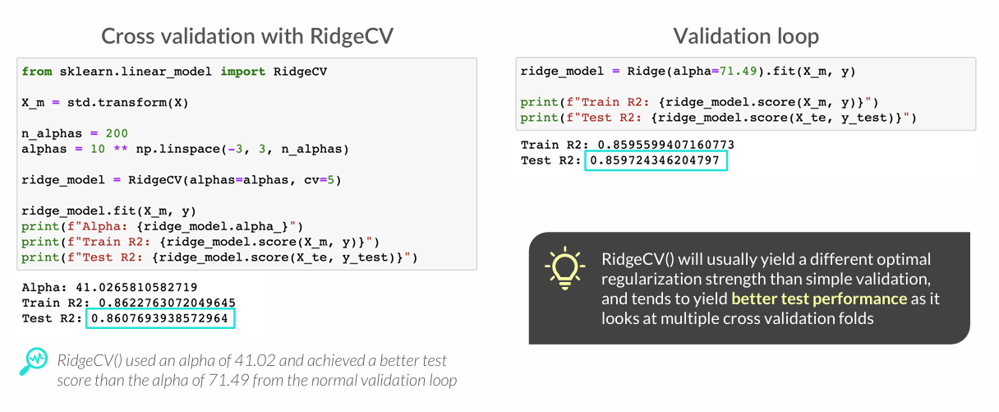 Cross validation with RidgeCV
from sklearn.linear_model import RidgeCV
X_m = std.transform(X)
n_alphas = 200
alphas = 10 ** np.linspace(-3, 3, n_alphas)
ridge_model = RidgeCV(alphas=alphas, cv=5)
ridge_model.fit(X_m, y)
print(f"Alpha: {ridge_model.alpha_}")
print(f"Train R2: {ridge_model.score(X_m, y)}")
print(f"Test R2: {ridge_model.score(X_te, y_test)}")
Alpha: 41.0265810582719
Train R2: 0.8622763072049645
Test R2: 0.8607693938572964
RidgeCV() used an alpha of 41.02 and achieved a better test
score than the alpha of 71.49 from the normal validation loop
Validation loop
ridge_model = Ridge(alpha=71.49).fit(X_m, y)
print(f"Train R2: {ridge_model.score(X_m, y)}")
print(f"Test R2: {ridge_model.score(X_te, y_test)}")
Train R2: 0.8595599407160773
Test R2: 0.859724346204797
RidgeCV() will usually yield a different optimal
regularization strength than simple validation,
and tends to yield better test performance as it
looks at multiple cross validation folds